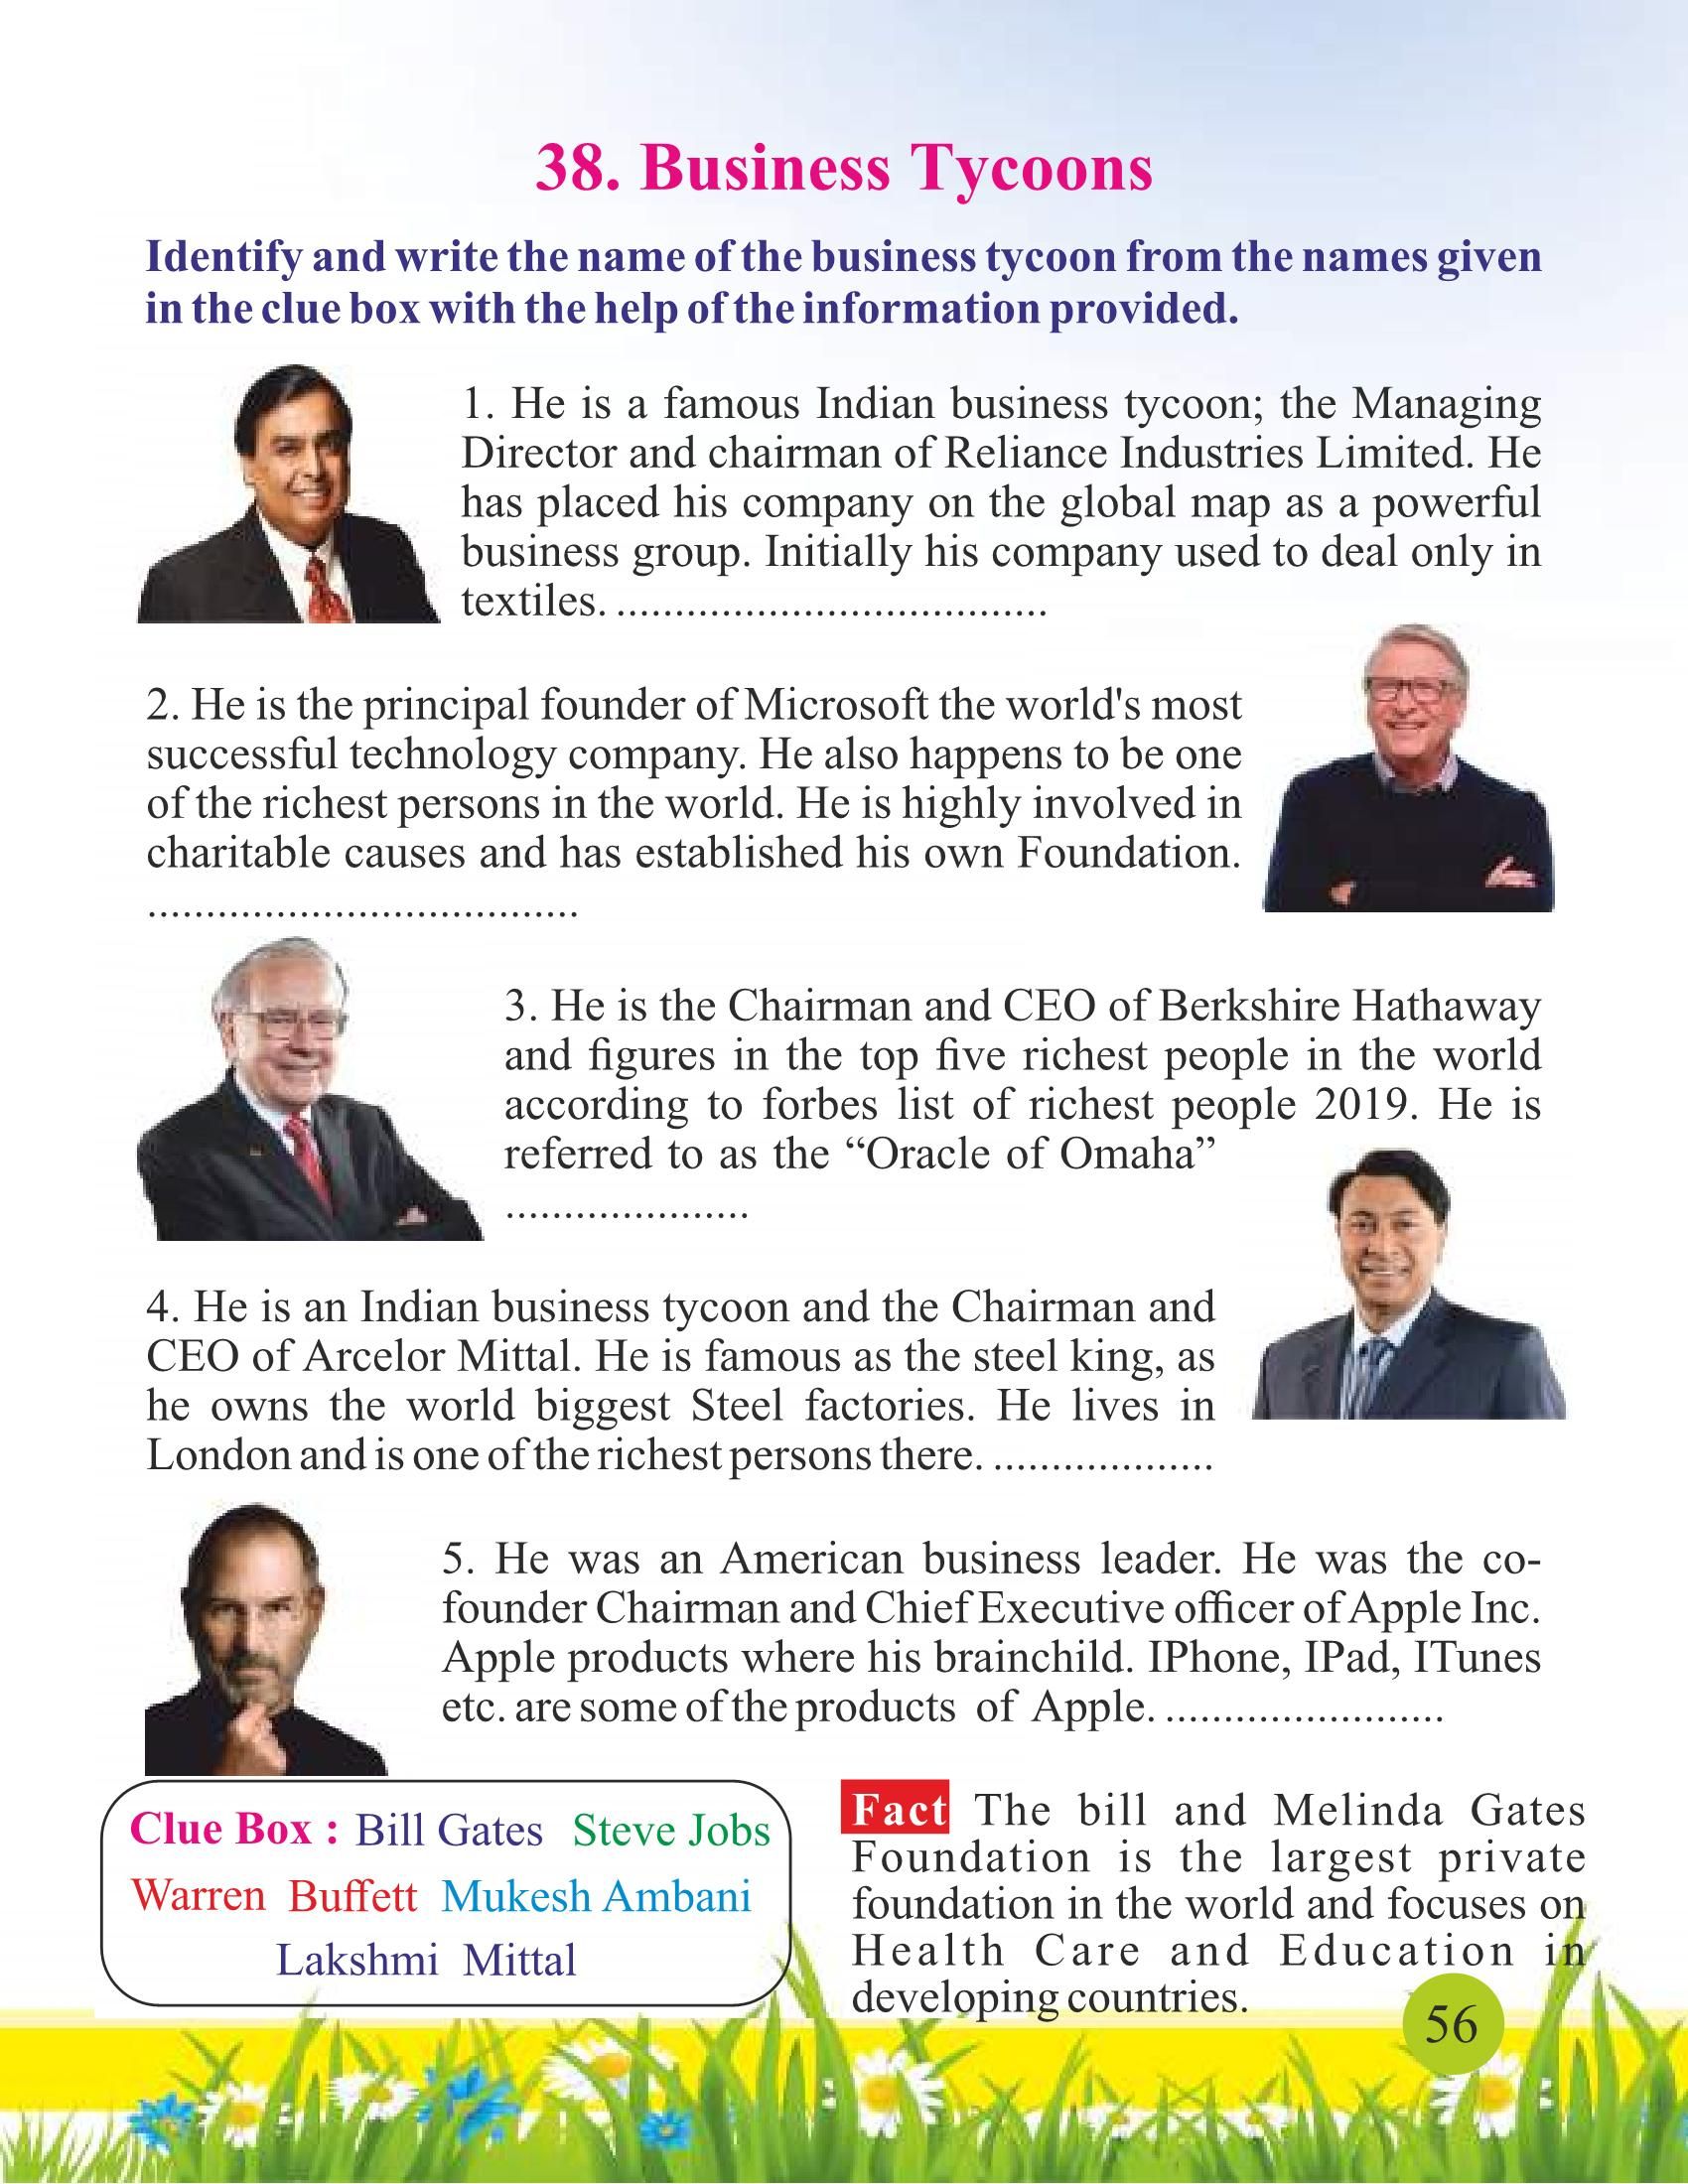 38. Business Tycoons
Identify and write the name of the business tycoon from the names given
in the clue box with the help of the information provided.
1. He is a famous Indian business tycoon; the Managing
Director and chairman of Reliance Industries Limited. He
has placed his company on the global map as a powerful
business group. Initially his company used to deal only in
textiles. .....................................
2. He is the principal founder of Microsoft the world's most
successful technology company. He also happens to be one
of the richest persons in the world. He is highly involved in
charitable causes and has established his own Foundation.
.....................................
3. He is the Chairman and CEO of Berkshire Hathaway
and figures in the top five richest people in the world
according to forbes list of richest people 2019. He is
referred to as the “Oracle of Omaha”
.....................
4. He is an Indian business tycoon and the Chairman and
CEO of Arcelor Mittal. He is famous as the steel king, as
he owns the world biggest Steel factories. He lives in
London and is one of the richest persons there. ...................
5. He was an American business leader. He was the co-
founder Chairman and Chief Executive officer of Apple Inc.
Apple products where his brainchild. IPhone, IPad, ITunes
etc. are some of the products of Apple. ........................
Clue Box : Bill Gates Steve Jobs
Warren Buffett Mukesh Ambani
Lakshmi Mittal
Fact The bill and Melinda Gates
Foundation is the largest private
foundation in the world and focuses on
Health Care and Education in
developing countries.
56